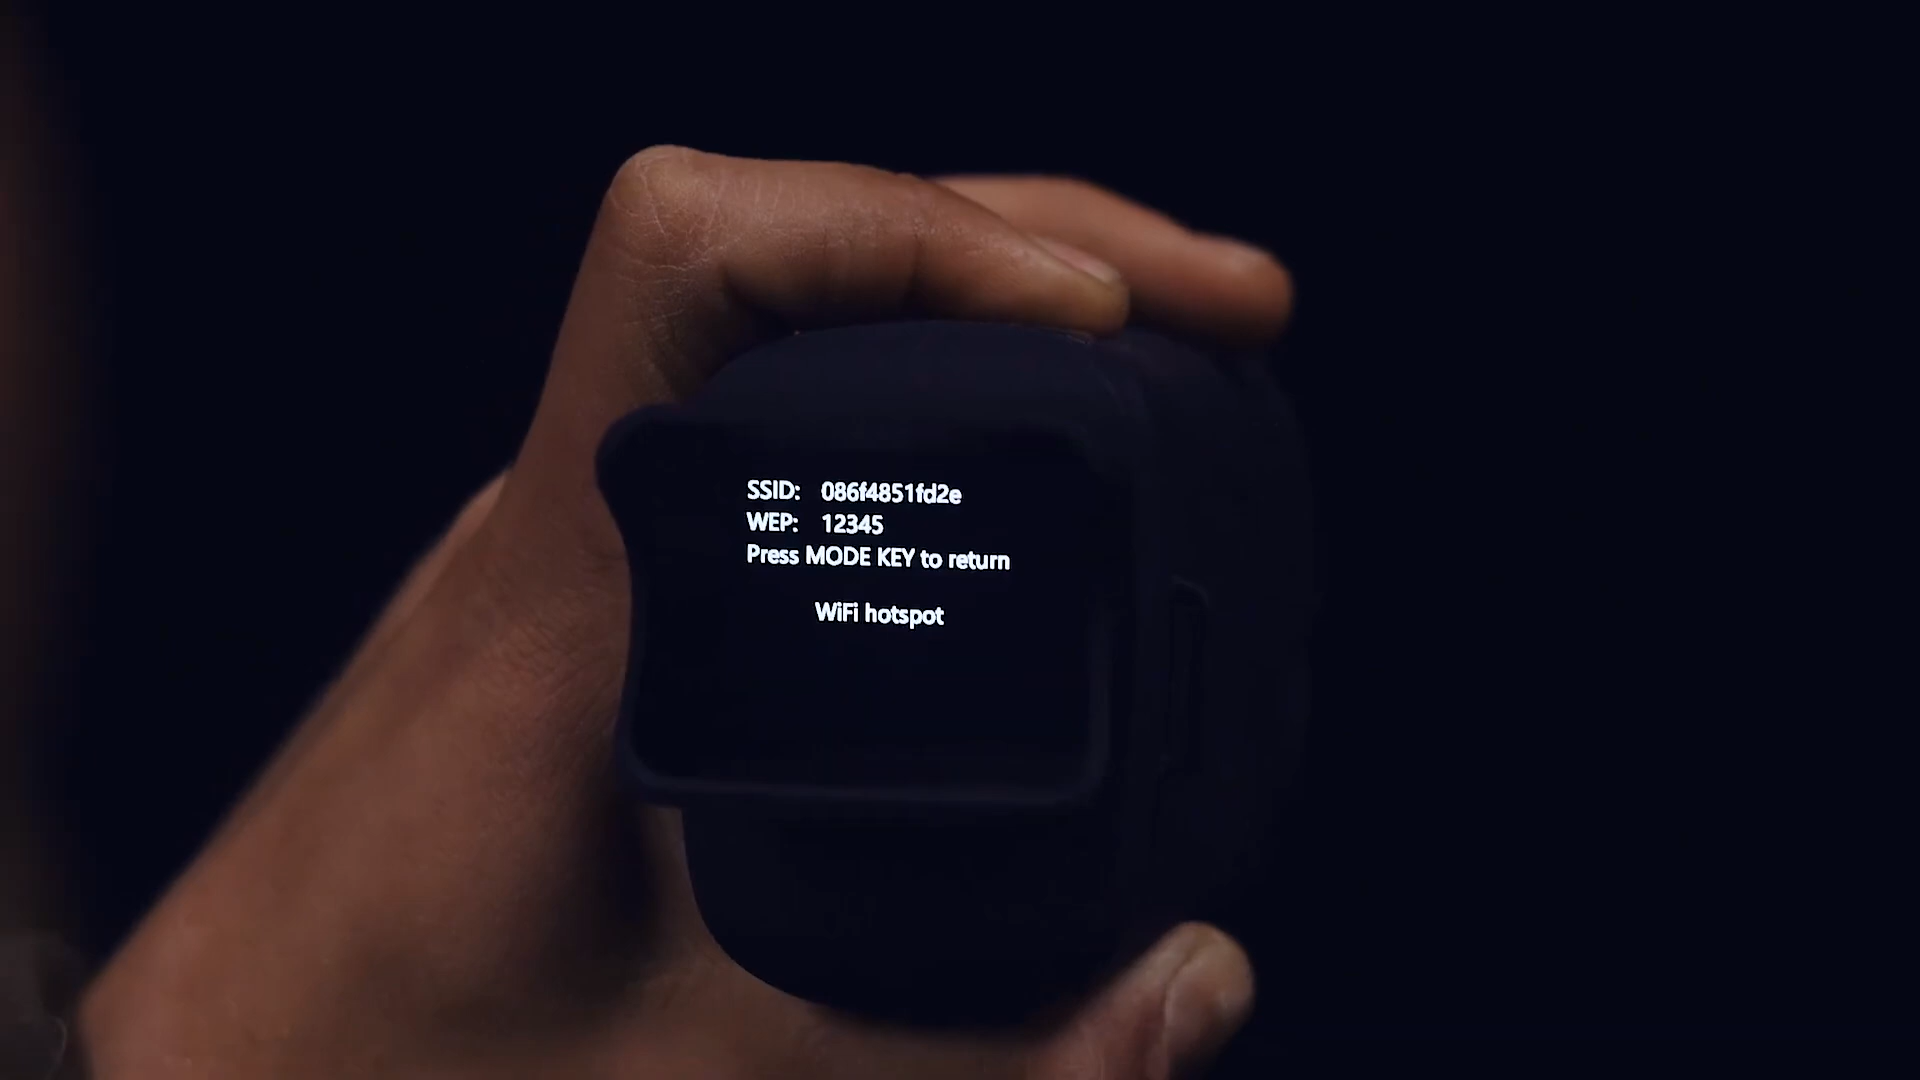 SSID: 086f4851fd2e
WEP: 12345
Press MODE KEY to return
WiFi hotspot